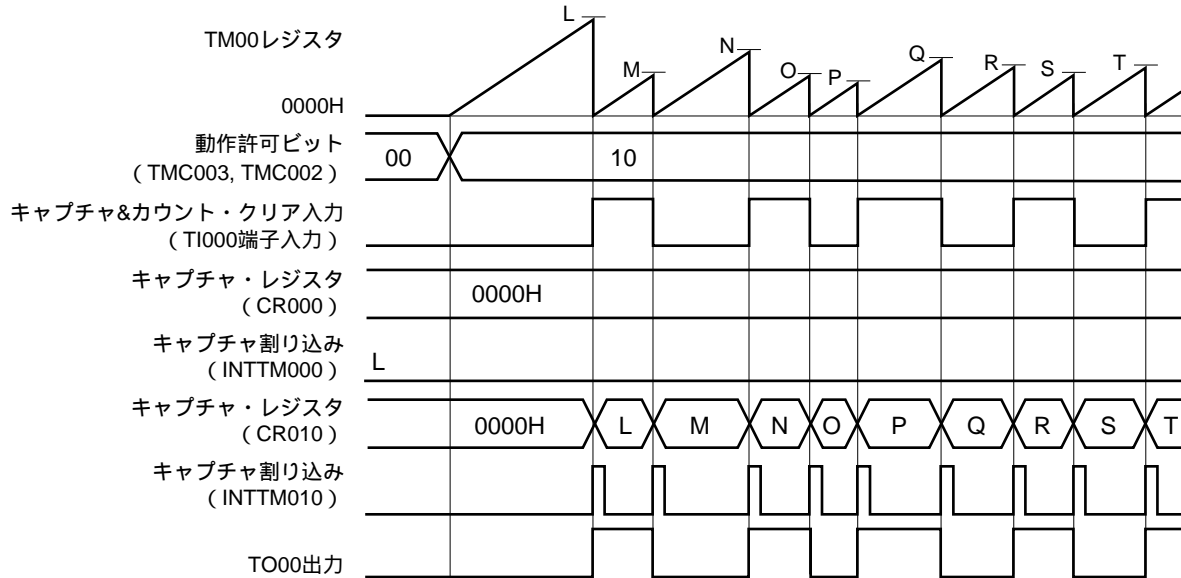 L
TM00レジスタ
N
Q
M
O
P
R
S
T
0000H
動作許可ビット
(TMC003, TMC002)
00
10
キャプチャ&カウント・クリア入力
(TI000端子入力)
キャプチャ・レジスタ
(CR000)
0000H
キャプチャ割り込み
(INTTM000)
L
キャプチャ・レジスタ
(CR010)
0000H
L
M
N
O
P
Q
R
S
T
キャプチャ割り込み
(INTTM010)
TO00出力